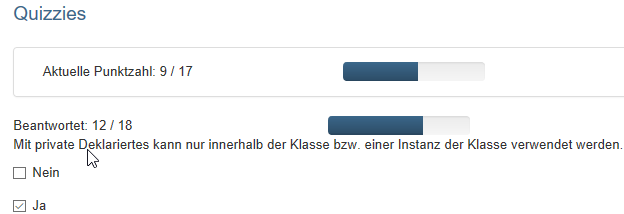 Quizzies
Aktuelle Punktzahl: 9 / 17
Beantwortet: 12 / 18
Mit private Deklariertes kann nur innerhalb der Klasse bzw. einer Instanz der Klasse verwendet werden.
Nein
Ja